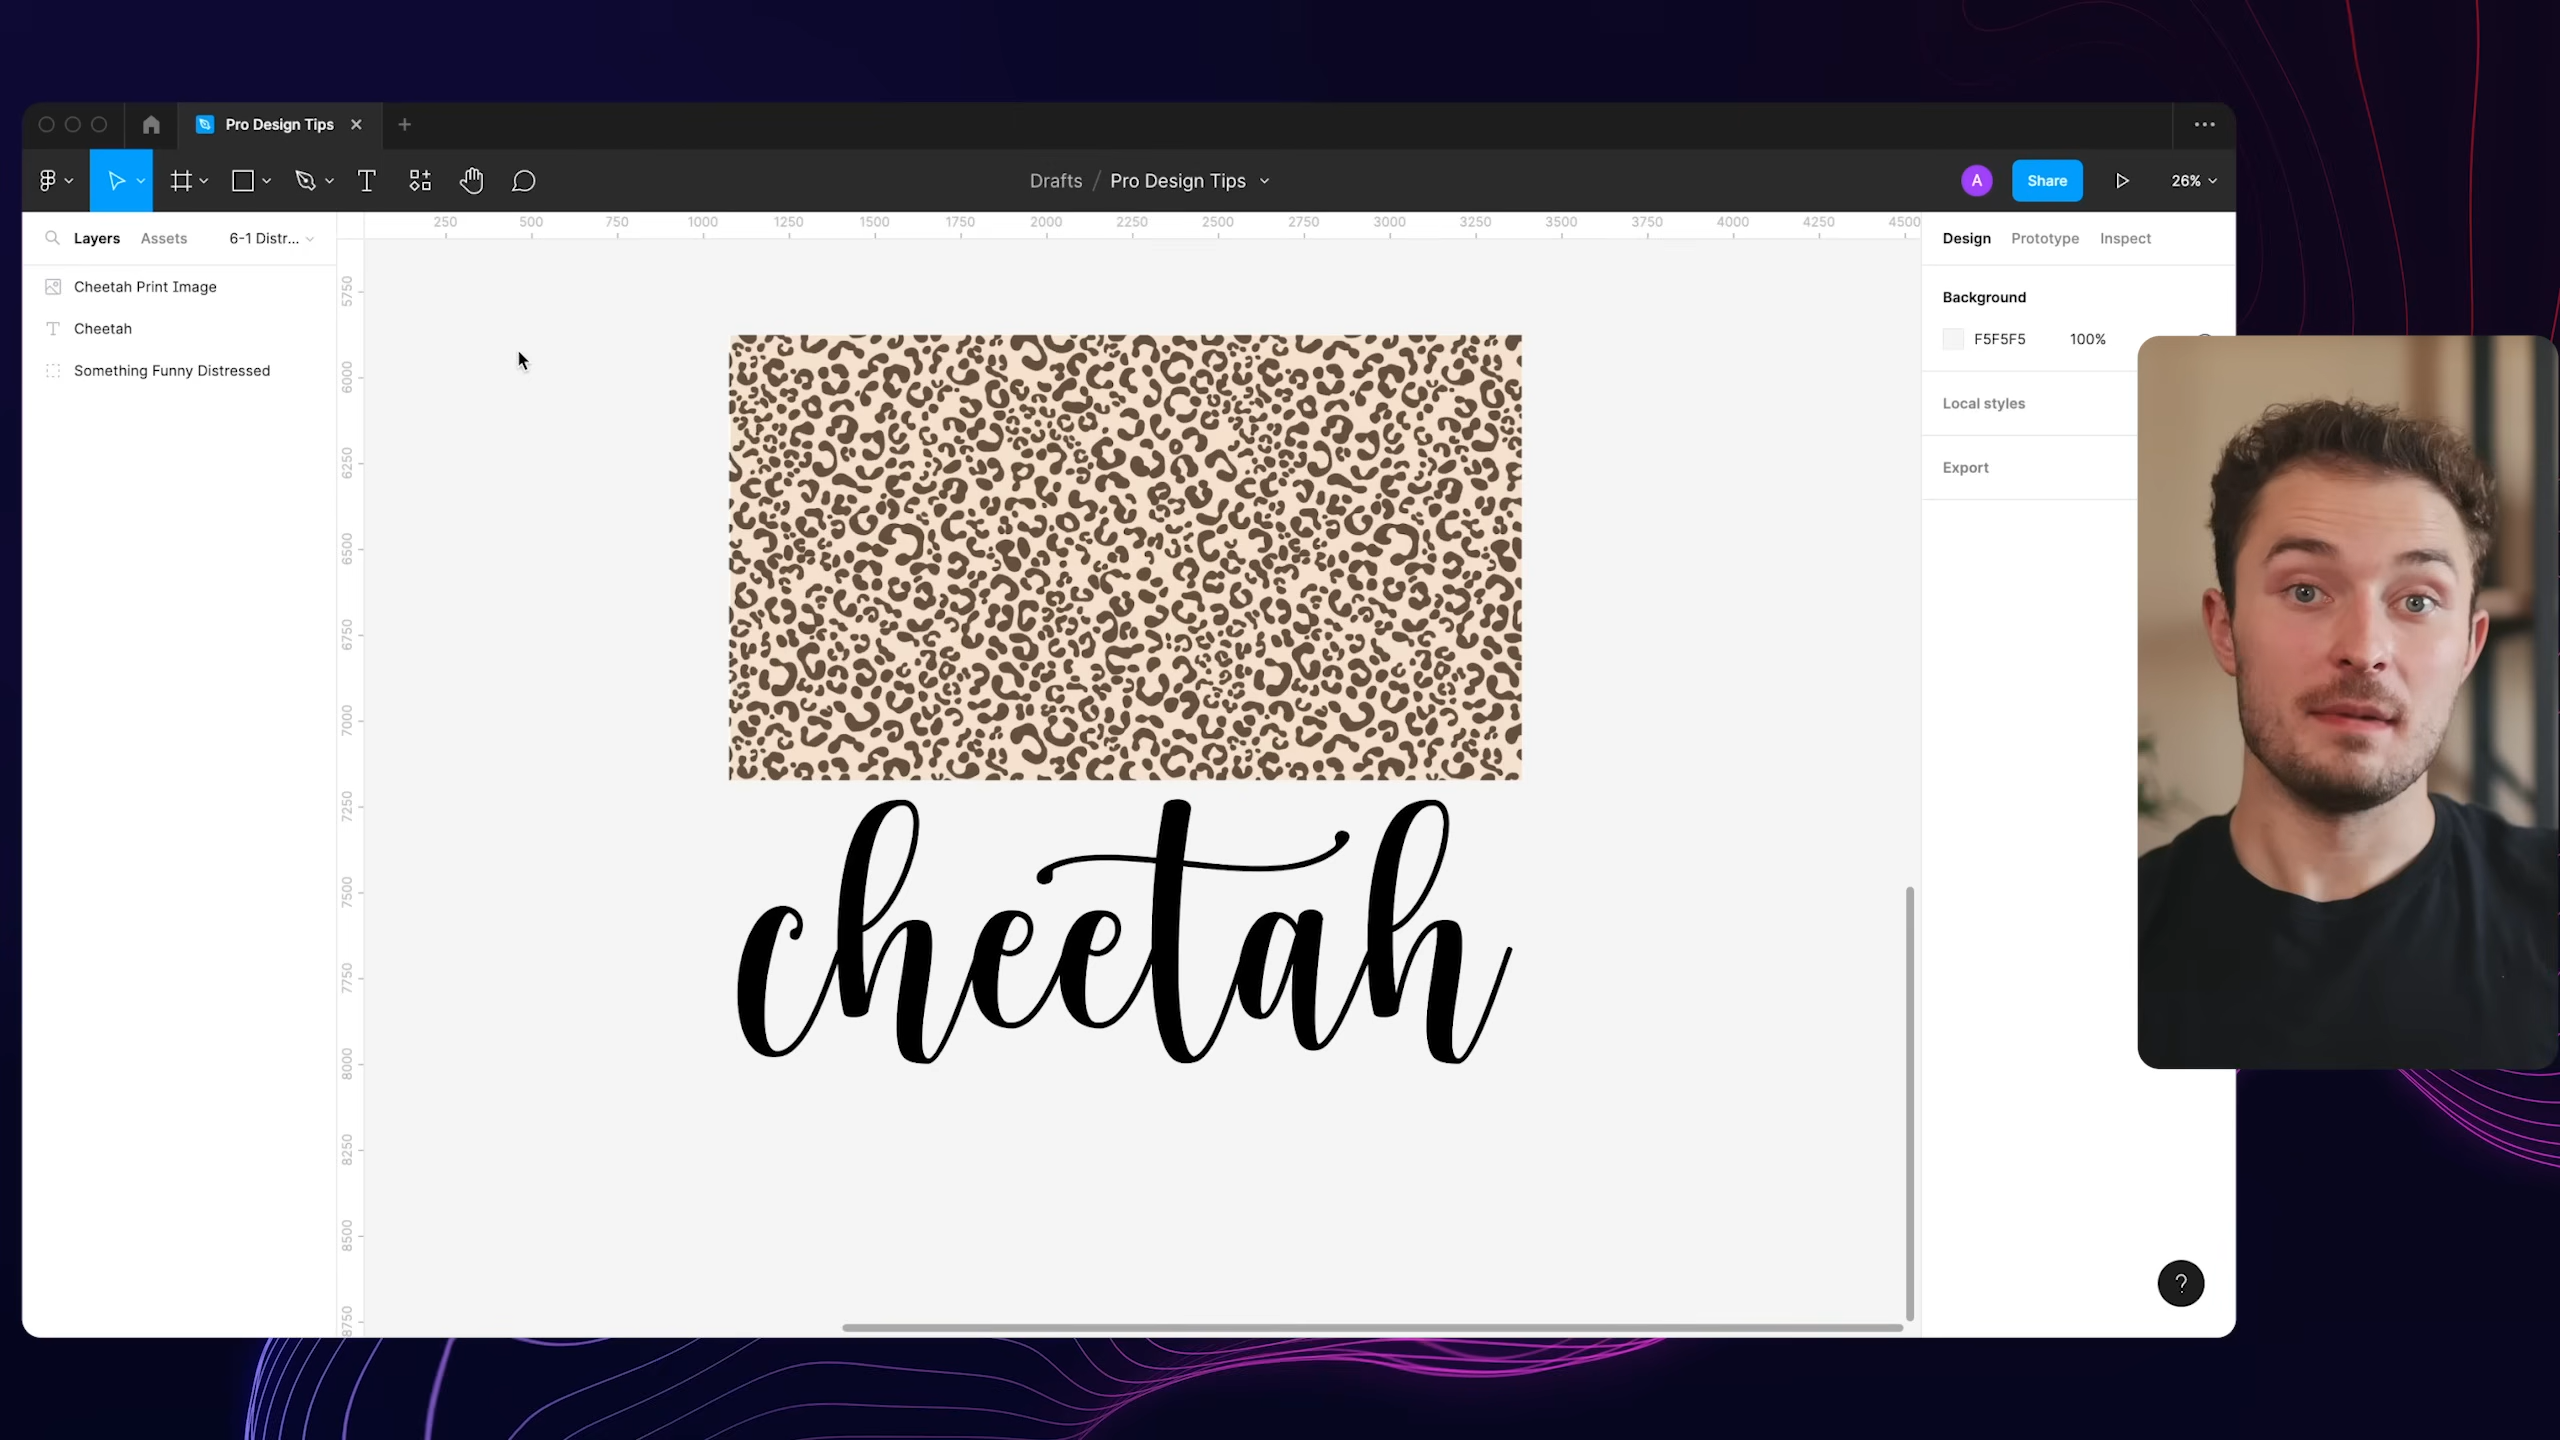 Pro Design Tips
Drafts / Pro Design Tips
A
Share
26%
250 500 750 1000 1250 1500 1750 2000 2250 2500 2750 3000 3250 3500 3750 4000 4250 4500
Layers Assets 6-1 Distr...
Design Prototype Inspect
Cheetah Print Image
Cheetah
Something Funny Distressed
Background
F5F5F5 100%
Local styles
Export
5750
6000
6250
6500
6750
7000
7250
7500
7750
8000
8250
8500
8750
cheetah
?